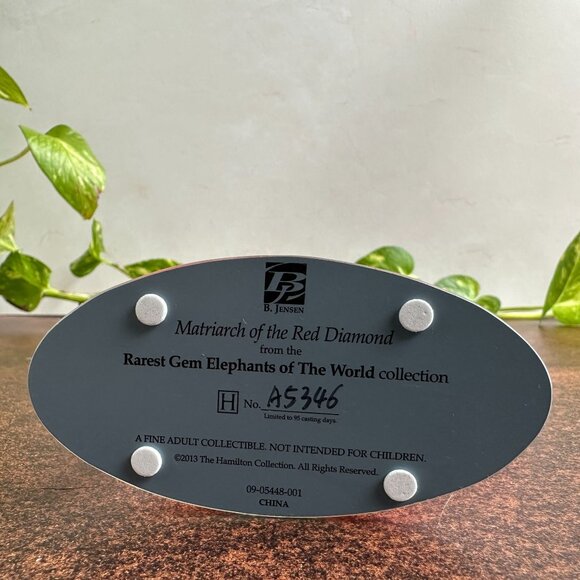 B. JENSEN
Matriarch of the Red Diamond
from the
Rarest Gem Elephants of The World collection
H No. A5346
Limited to 95 casting days.
A FINE ADULT COLLECTIBLE. NOT INTENDED FOR CHILDREN.
©2013 The Hamilton Collection. All Rights Reserved.
09-05448-001
CHINA